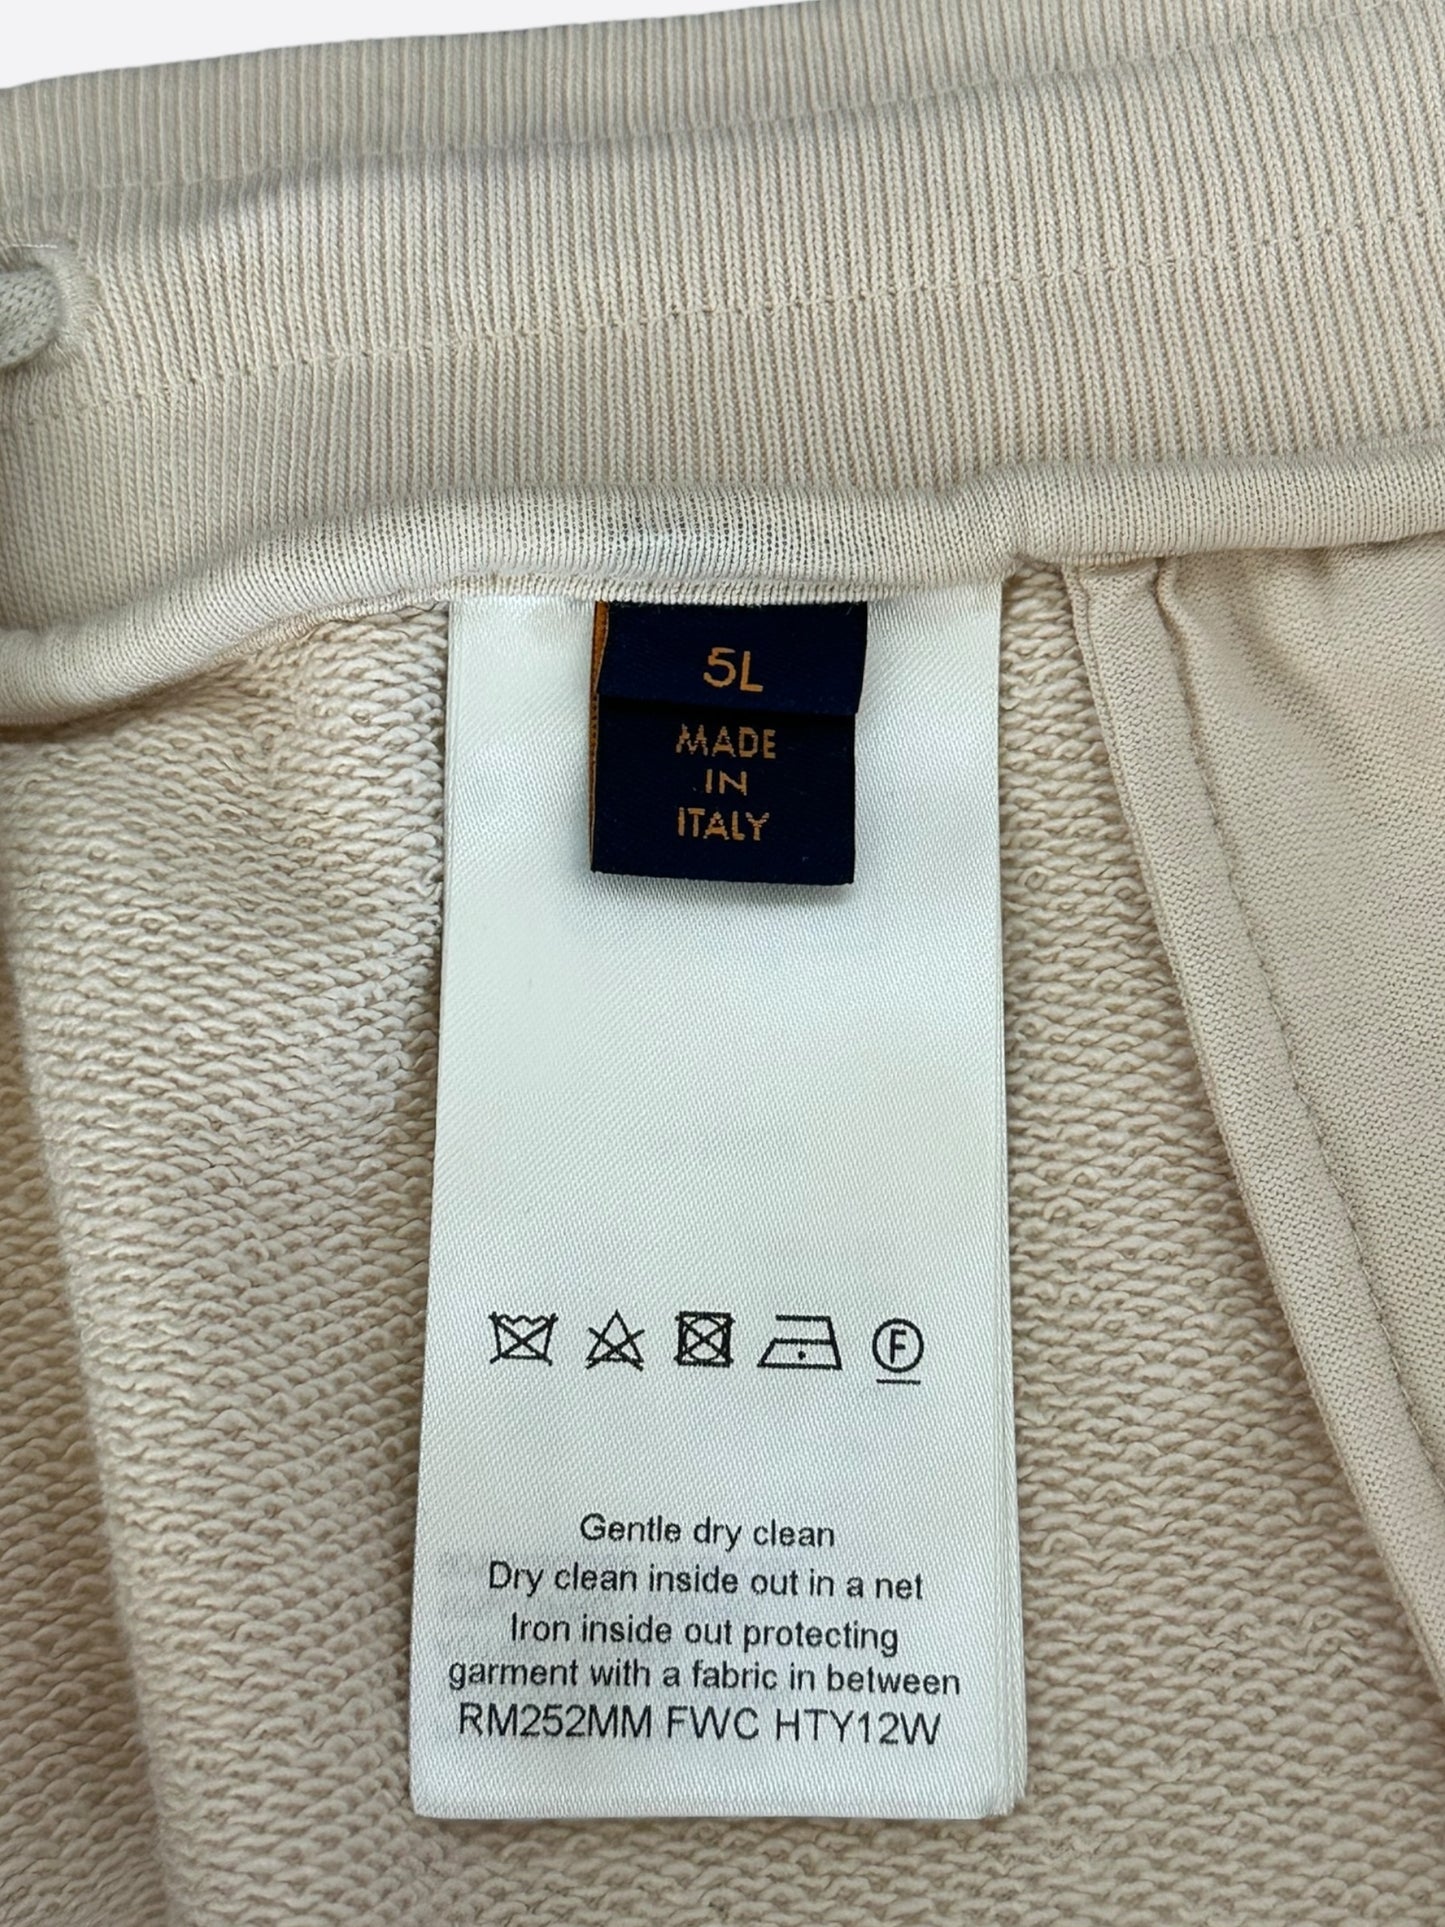 5L
MADE
IN
ITALY
F
Gentle dry clean
Dry clean inside out in a net
Iron inside out protecting
garment with a fabric in between
RM252MM FWC HTY12W